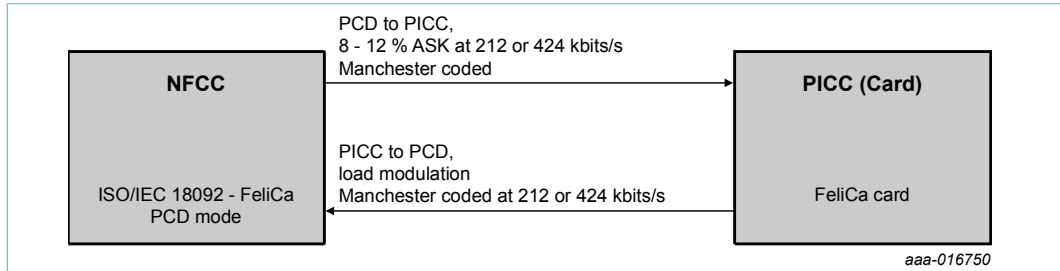 PCD to PICC,
8 - 12 % ASK at 212 or 424 kbits/s
Manchester coded
NFCC
PICC (Card)
PICC to PCD,
load modulation
Manchester coded at 212 or 424 kbits/s
ISO/IEC 18092 - FeliCa
PCD mode
FeliCa card
aaa-016750